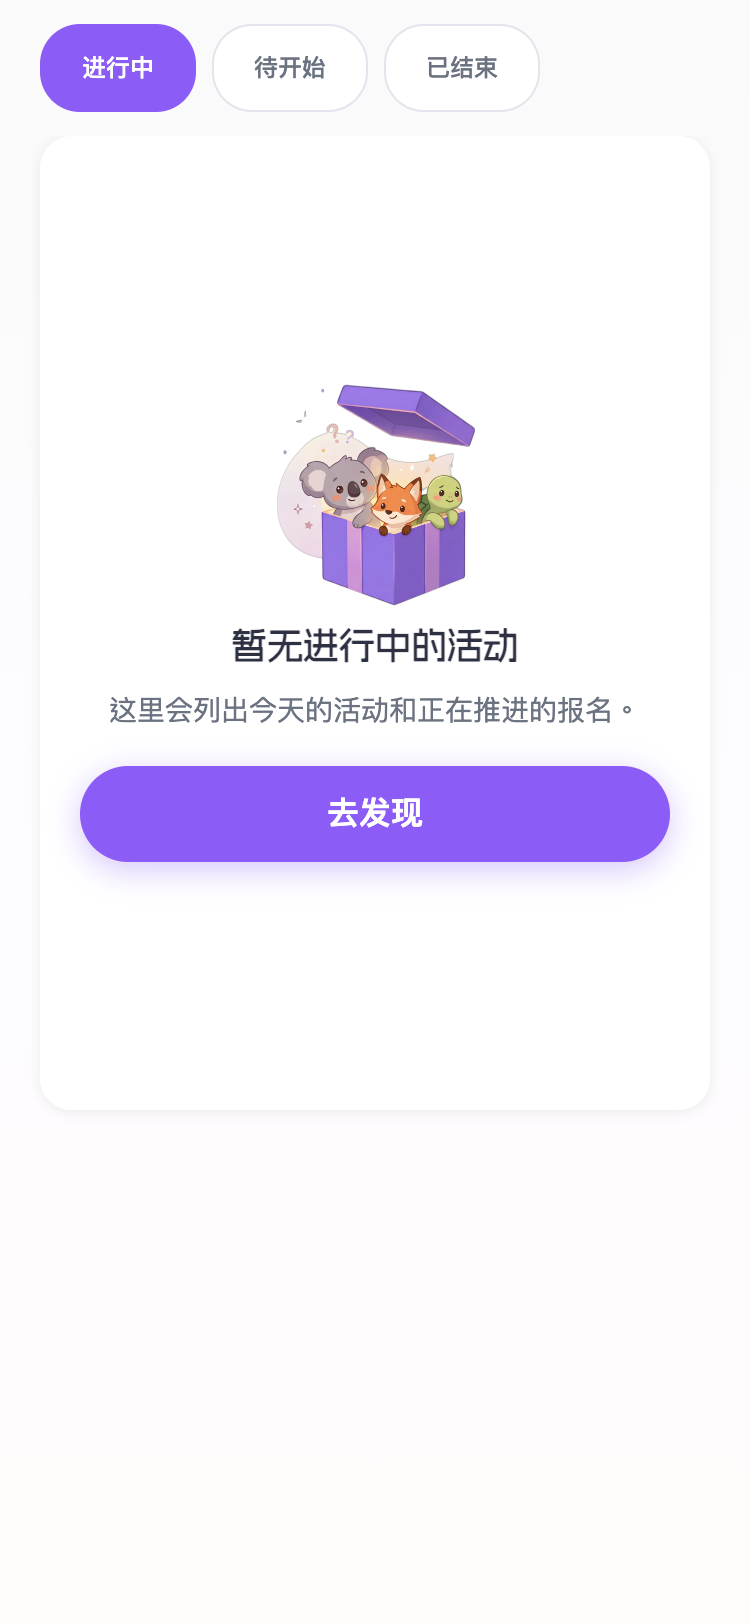 进行中 待开始 已结束
??
暂无进行中的活动
这里会列出今天的活动和正在推进的报名。
去发现